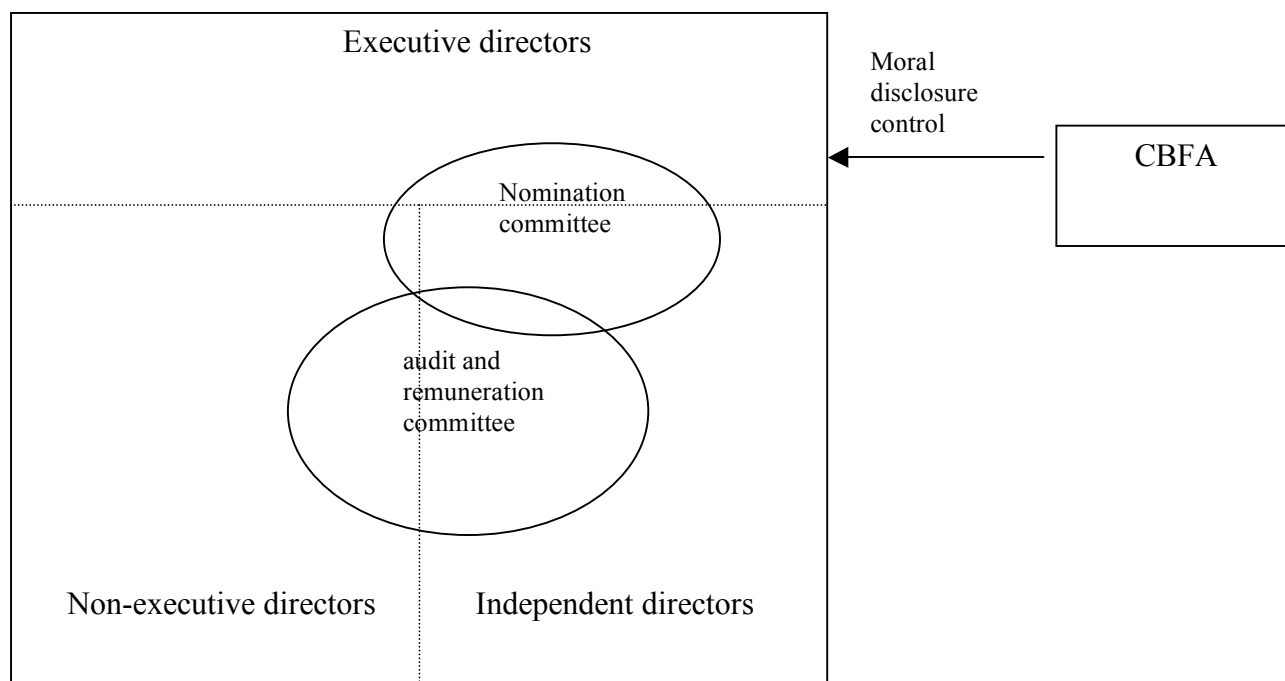 Executive directors
Moral
disclosure
control
CBFA
Nomination
committee
audit and
remuneration
committee
Non-executive directors
Independent directors